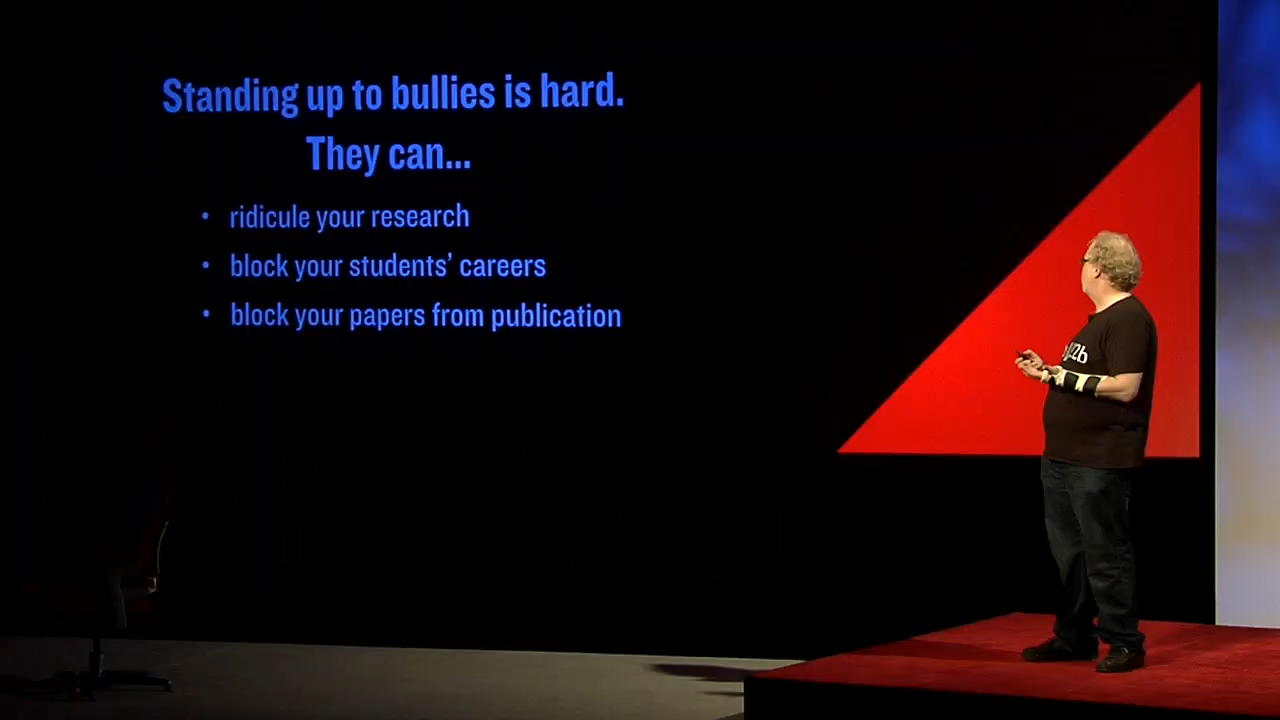 Standing up to bullies is hard.
They can...
• ridicule your research
• block your students’ careers
• block your papers from publication